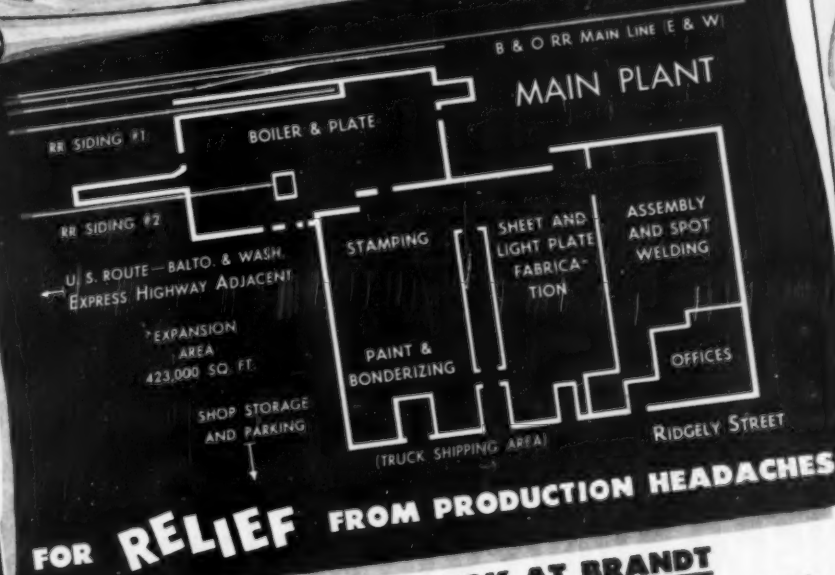 B & O RR MAIN LINE (E & W)
MAIN PLANT
RR SIDING #1
BOILER & PLATE
RR SIDING #2
U. S. ROUTE—BALTO. & WASH.
EXPRESS HIGHWAY ADJACENT
EXPANSION
AREA
423,000 SQ. FT.
SHOP STORAGE
AND PARKING
STAMPING
PAINT &
BONDERIZING
SHEET AND
LIGHT PLATE
FABRICA-
TION
ASSEMBLY
AND SPOT
WELDING
OFFICES
(TRUCK SHIPPING AREA)
RIDGELY STREET
FOR RELIEF FROM PRODUCTION HEADACHES
AT BRANDT